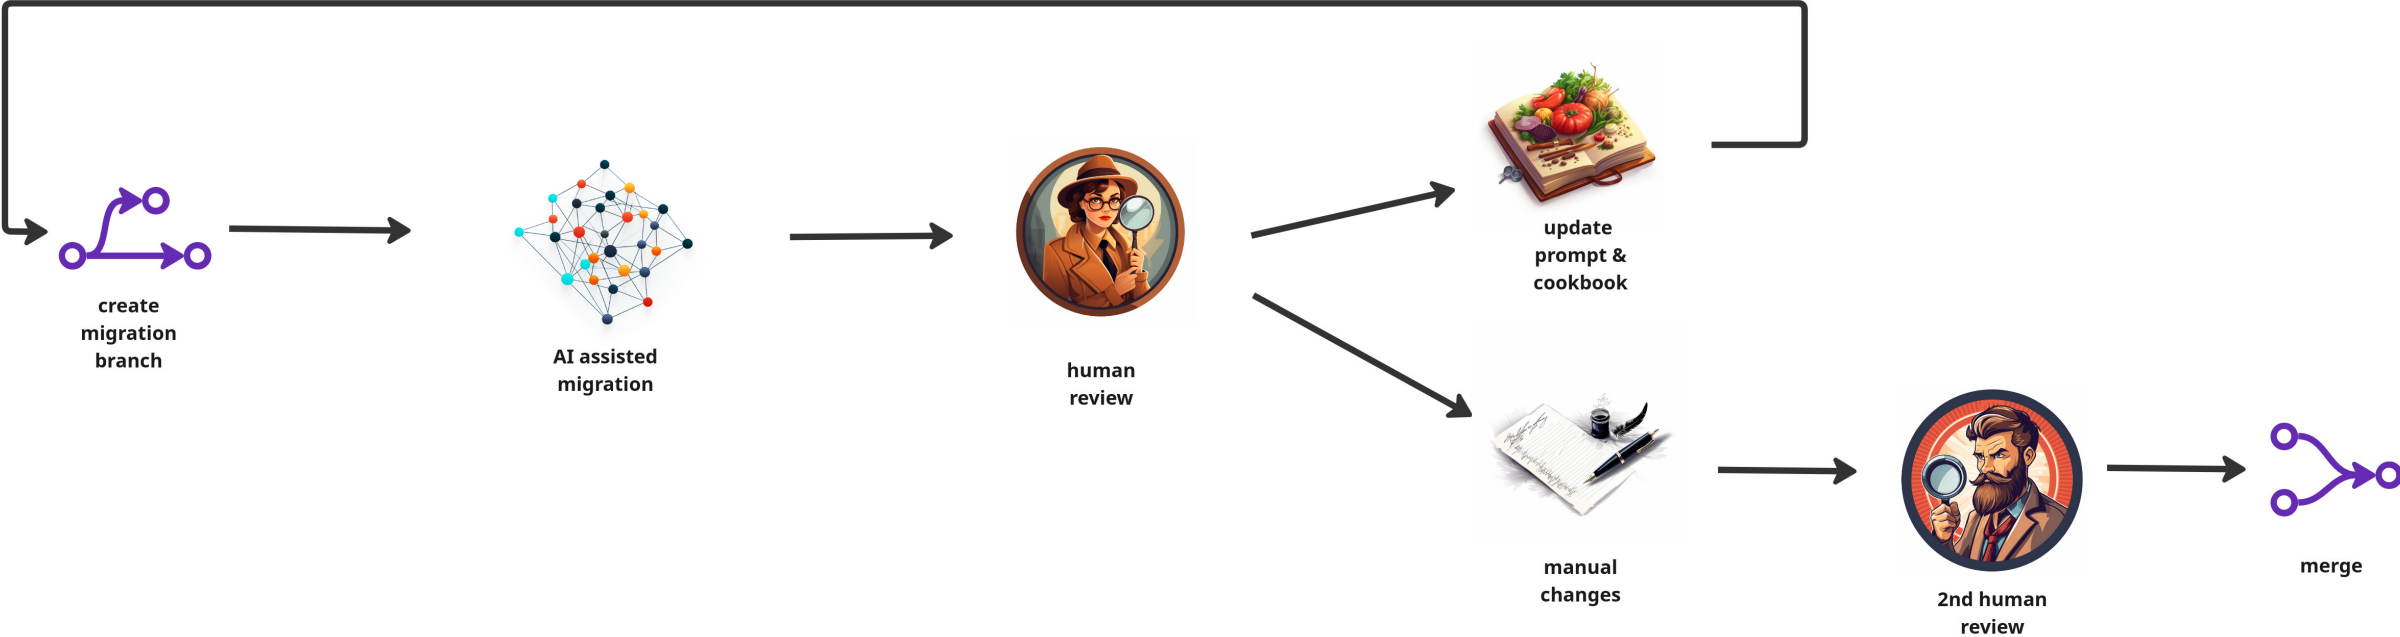 create
migration
branch
AI assisted
migration
human
review
update
prompt &
cookbook
manual
changes
2nd human
review
merge